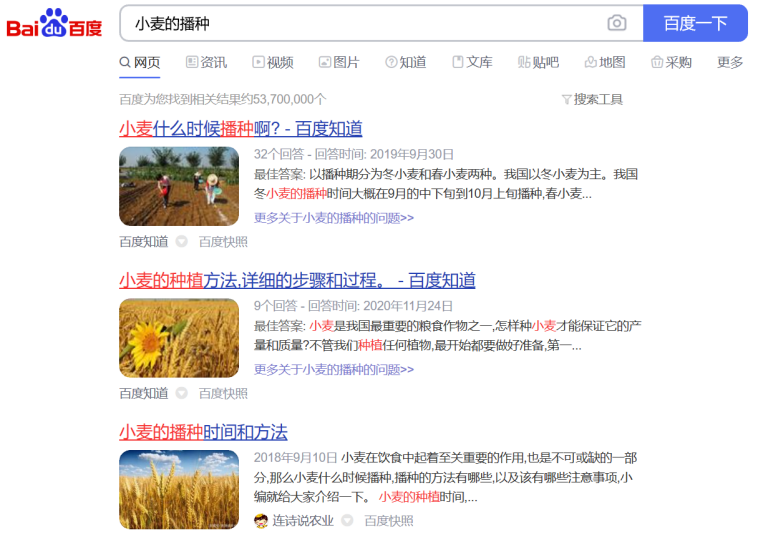 Bai du 百度
小麦的播种
百度一下
网页 资讯 视频 图片 知道 文库 贴吧 地图 采购 更多
百度为您找到相关结果约53,700,000个 搜索工具
小麦什么时候播种啊? - 百度知道
32个回答 - 回答时间: 2019年9月30日
最佳答案: 以播种期分为冬小麦和春小麦两种。我国以冬小麦为主。我国
冬小麦的播种时间大概在9月的中下旬到10月上旬播种,春小麦...
更多关于小麦的播种的问题>>
百度知道 百度快照
小麦的种植方法,详细的步骤和过程。 - 百度知道
9个回答 - 回答时间: 2020年11月24日
最佳答案: 小麦是我国最重要的粮食作物之一,怎样种小麦才能保证它的产
量和质量?不管我们种植任何植物,最开始都要做好准备,第一...
更多关于小麦的播种的问题>>
百度知道 百度快照
小麦的播种时间和方法
2018年9月10日 小麦在饮食中起着至关重要的作用,也是不可或缺的一部
分,那么小麦什么时候播种,播种的方法有哪些,以及该有哪些注意事项,小
编就给大家介绍一下。 小麦的种植时间,...
连诗说农业 百度快照